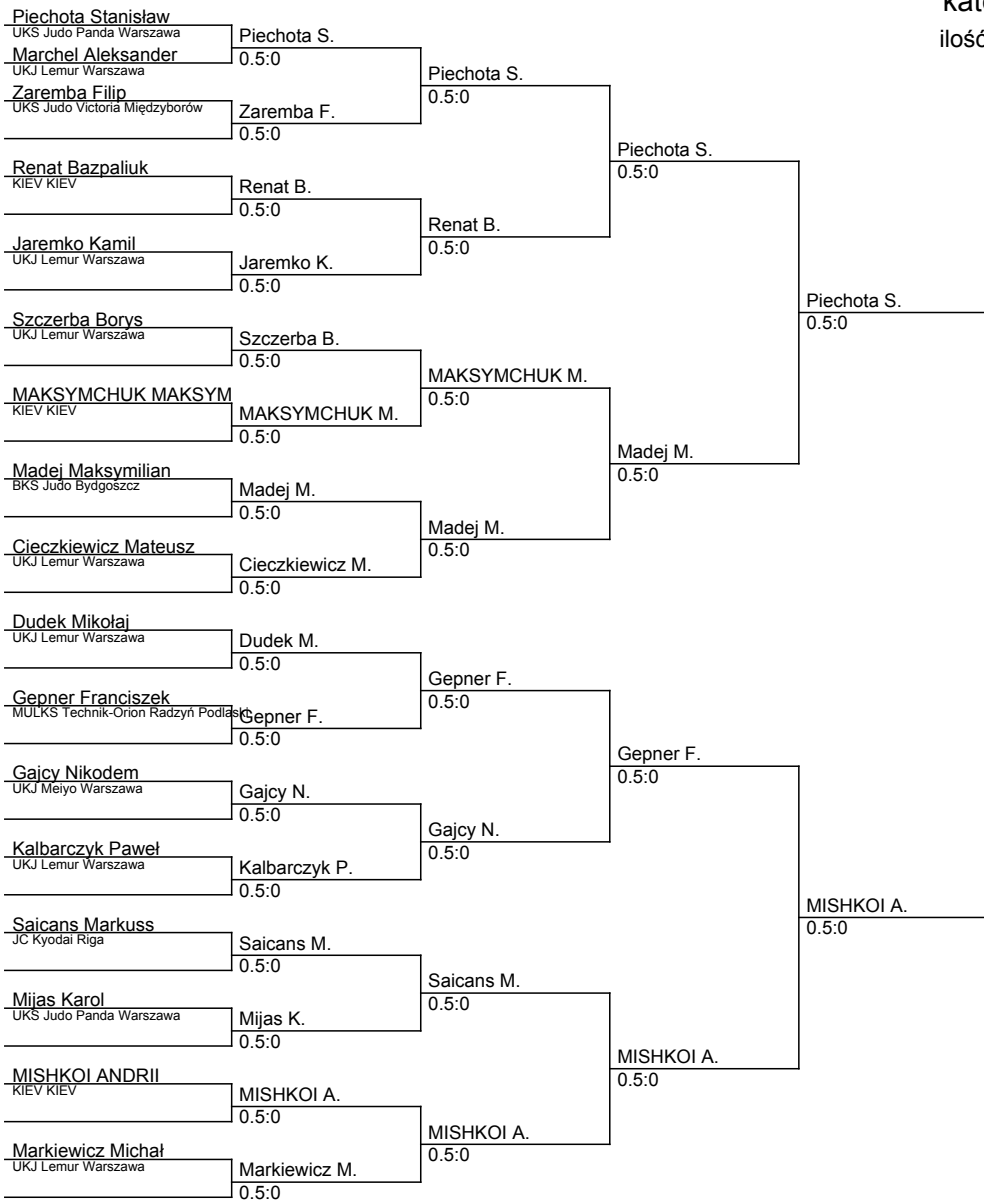 Piechota Stanisław
UKS Judo Panda Warszawa
Marchel Aleksander
UKJ Lemur Warszawa
Zaremba Filip
UKS Judo Victoria Międzyborów
Renat Bazpaliuk
KIEV KIEV
Jaremko Kamil
UKJ Lemur Warszawa
Szczerba Borys
UKJ Lemur Warszawa
MAKSYMCHUK MAKSYM
KIEV KIEV
Madej Maksymilian
BKS Judo Bydgoszcz
Cieczkiewicz Mateusz
UKJ Lemur Warszawa
Dudek Mikołaj
UKJ Lemur Warszawa
Gepner Franciszek
MULKS Technik-Orion Radzyń Podlaski
Gajcy Nikodem
UKJ Meiyo Warszawa
Kalbarczyk Paweł
UKJ Lemur Warszawa
Saicans Markuss
JC Kyodai Riga
Mijas Karol
UKS Judo Panda Warszawa
MISHKOI ANDRII
KIEV KIEV
Markiewicz Michał
UKJ Lemur Warszawa
Piechota S.
0.5:0
Zaremba F.
0.5:0
Renat B.
0.5:0
Jaremko K.
0.5:0
Szczerba B.
0.5:0
MAKSYMCHUK M.
0.5:0
Madej M.
0.5:0
Cieczkiewicz M.
0.5:0
Dudek M.
0.5:0
Gepner F.
0.5:0
Gajcy N.
0.5:0
Kalbarczyk P.
0.5:0
Saicans M.
0.5:0
Mijas K.
0.5:0
MISHKOI A.
0.5:0
Markiewicz M.
0.5:0
Piechota S.
0.5:0
Renat B.
0.5:0
MAKSYMCHUK M.
0.5:0
Madej M.
0.5:0
Gepner F.
0.5:0
Gajcy N.
0.5:0
Saicans M.
0.5:0
MISHKOI A.
0.5:0
Piechota S.
0.5:0
Madej M.
0.5:0
Gepner F.
0.5:0
MISHKOI A.
0.5:0
Piechota S.
0.5:0
MISHKOI A.
0.5:0
ilość